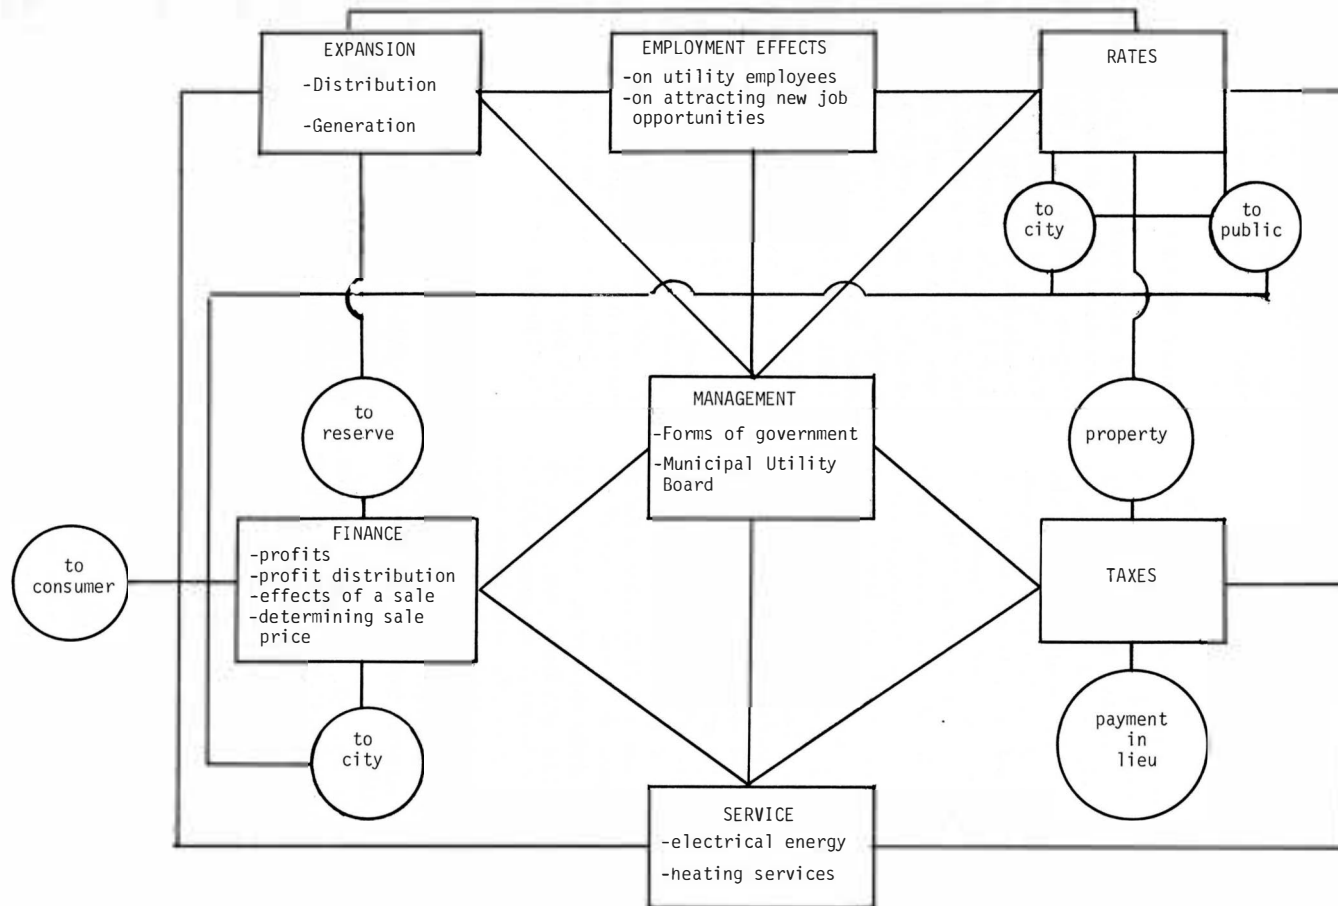 EXPANSION
-Distribution
-Generation
EMPLOYMENT EFFECTS
-on utility employees
-on attracting new job
opportunities
RATES
to
city
to
public
to
reserve
MANAGEMENT
-Forms of government
-Municipal Utility
Board
property
to
consumer
FINANCE
-profits
-profit distribution
-effects of a sale
-determining sale
price
TAXES
to
city
payment
in
lieu
SERVICE
-electrical energy
-heating services